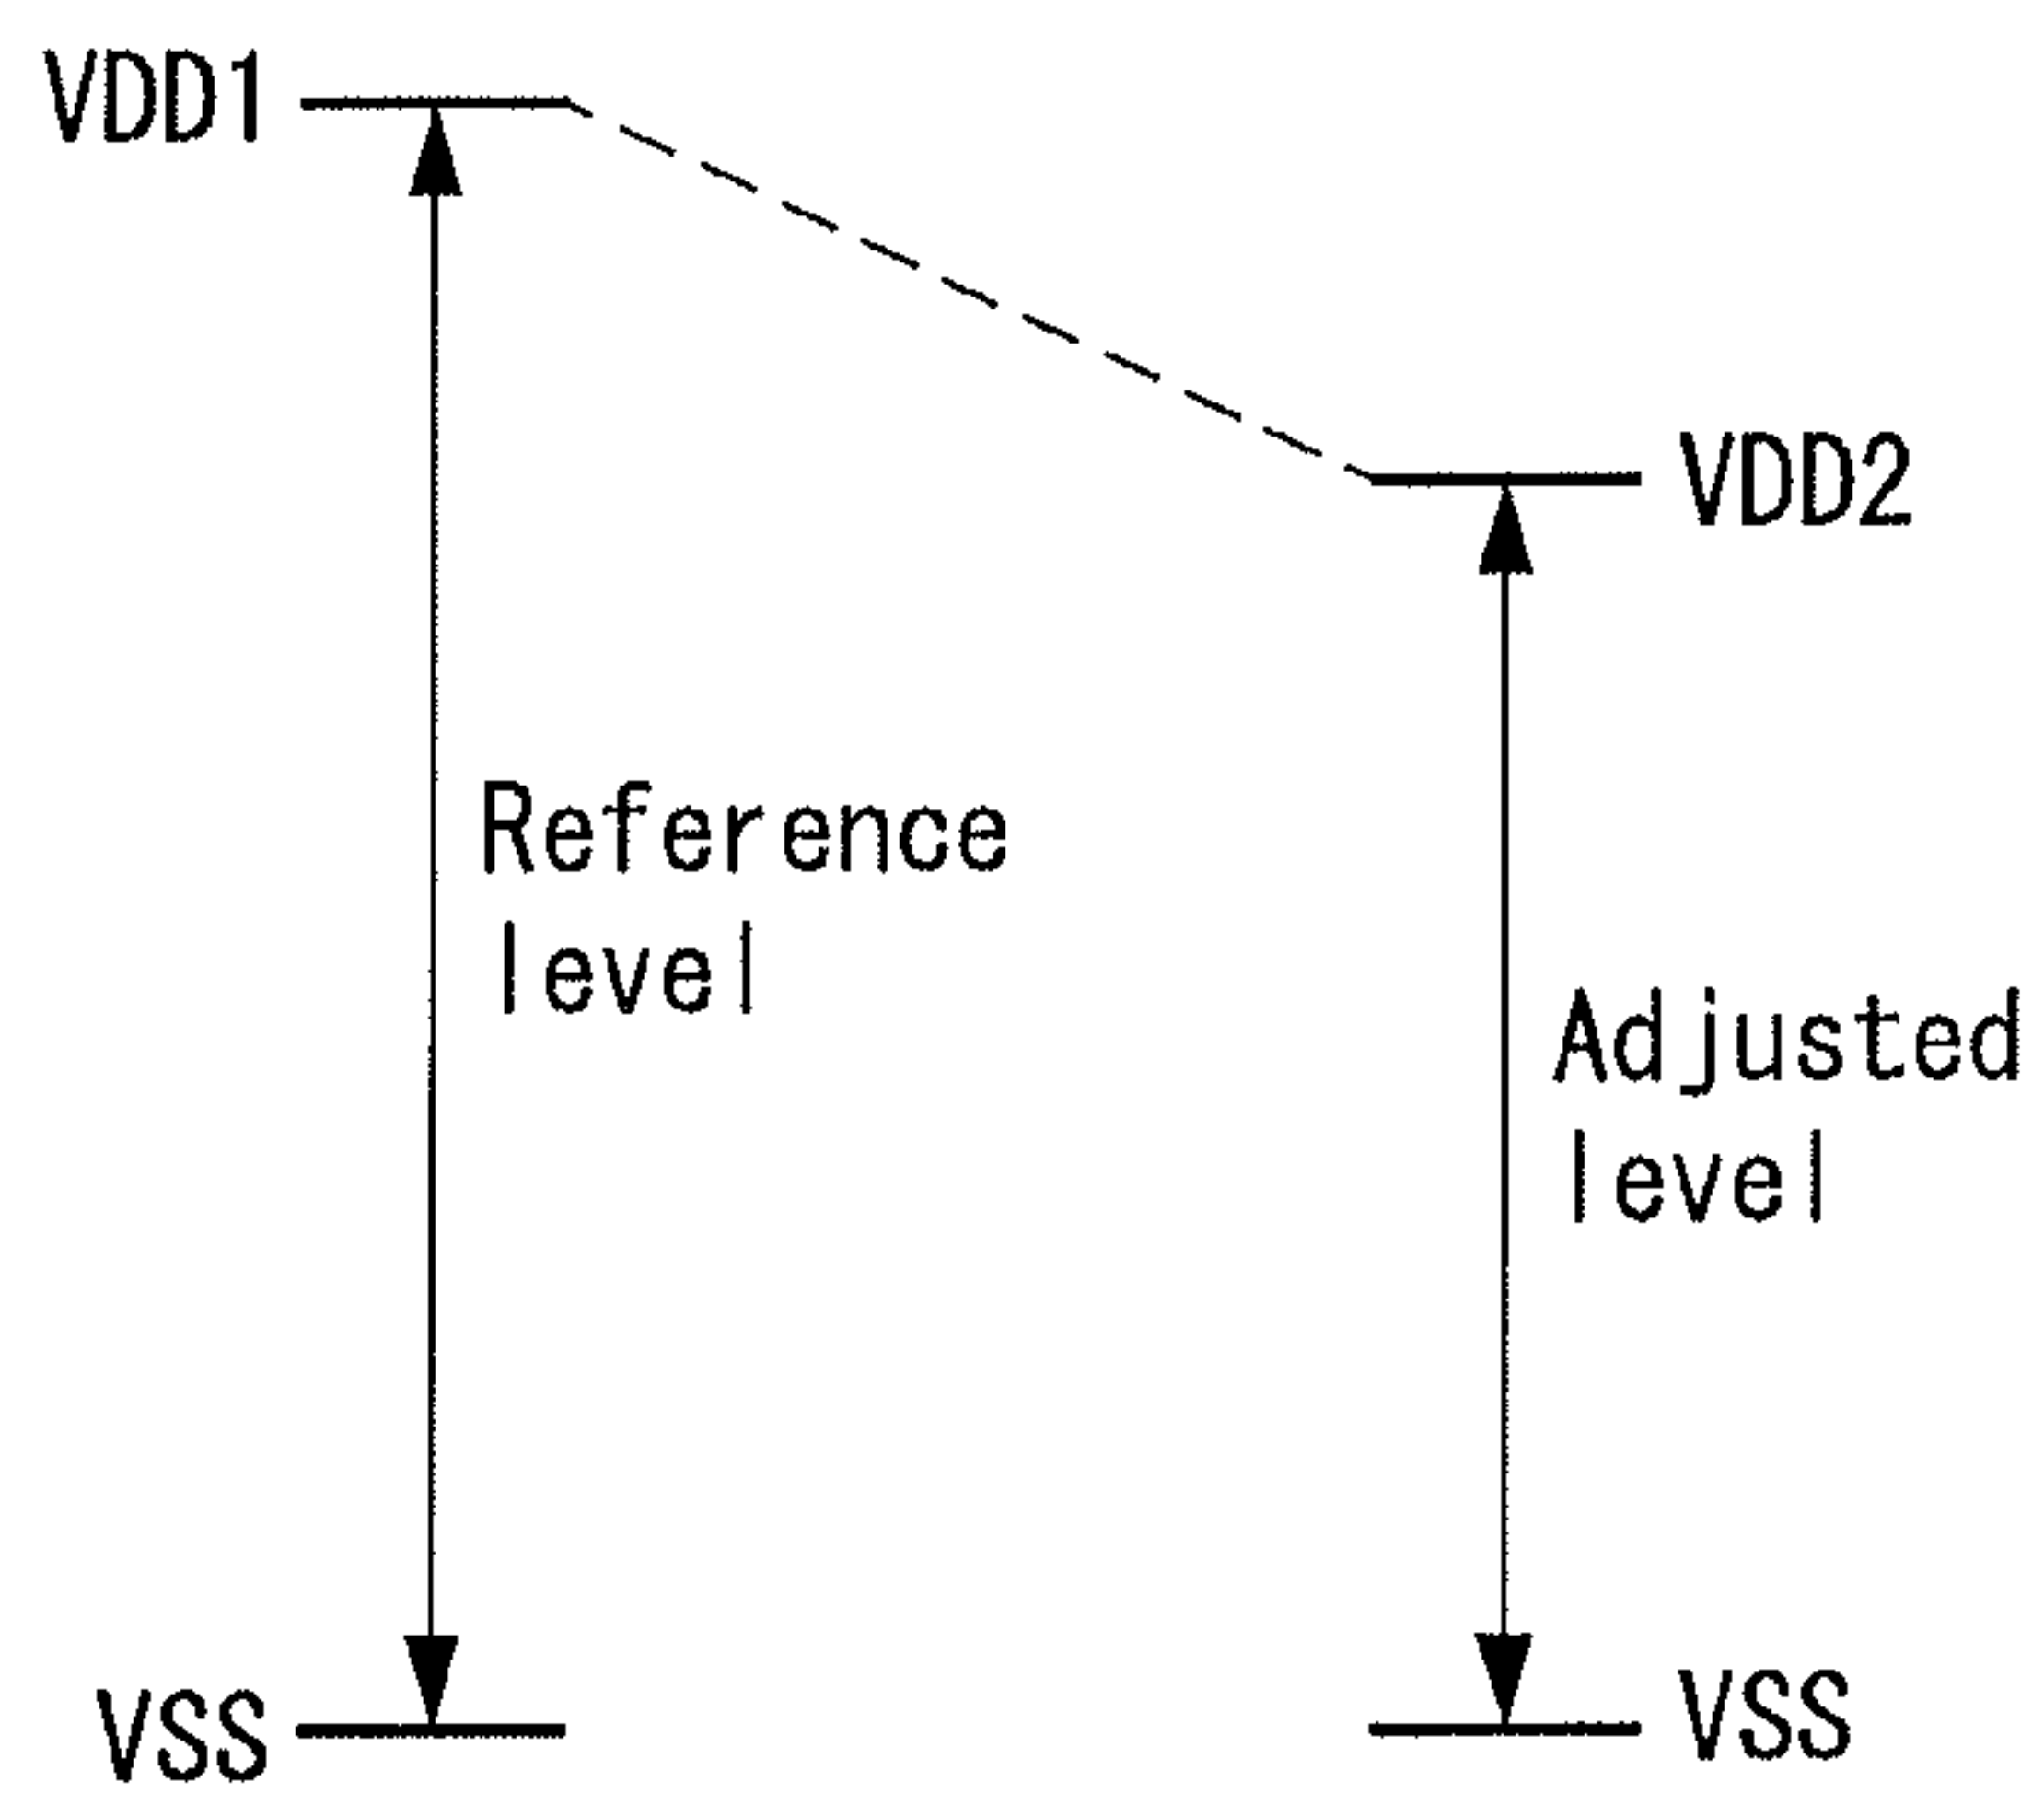 VDD1
VDD2
Reference
level
Adjusted
level
VSS
VSS